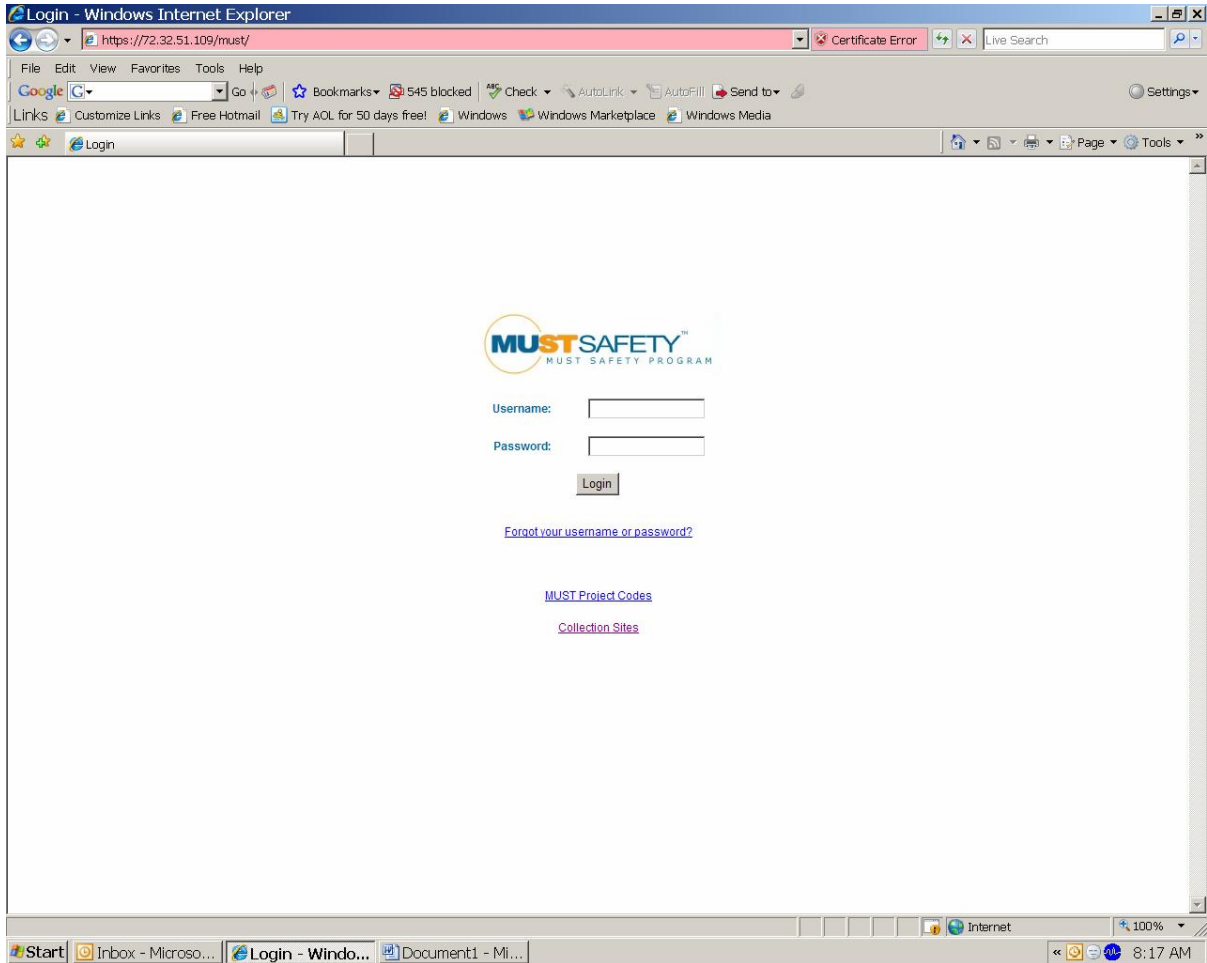 Login - Windows Internet Explorer
https://72.32.51.109/must/ Certificate Error Live Search
File Edit View Favorites Tools Help
Google G Go Bookmarks 545 blocked ABC Check AutoLink AutoFill Send to Settings
Links Customize Links Free Hotmail Try AOL for 50 days free! Windows Windows Marketplace Windows Media
Login Page Tools »
MUSTSAFETY™
MUST SAFETY PROGRAM
Username:
Password:
Login
Forgot your username or password?
MUST Project Codes
Collection Sites
Internet 100%
Start Inbox - Microso... Login - Windo... Document1 - Mi... « 8:17 AM